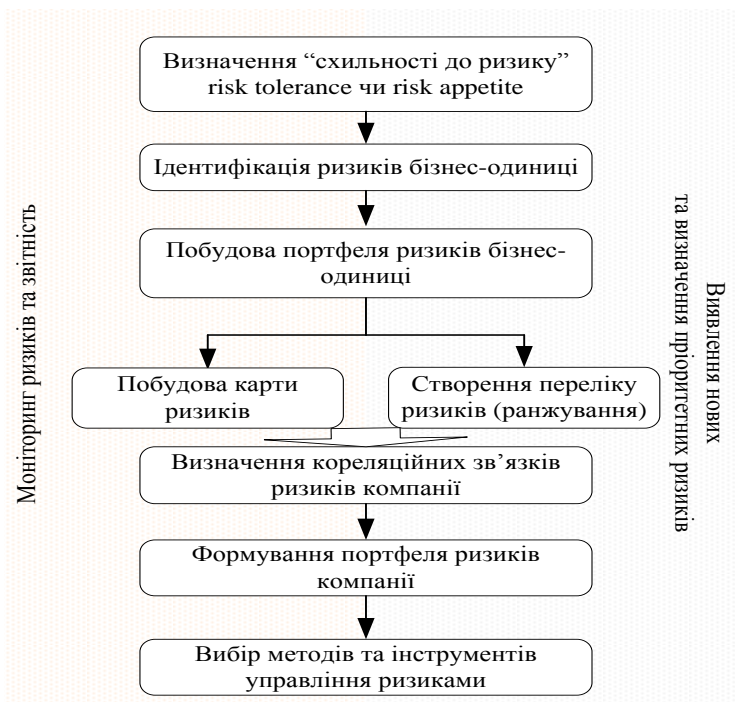 Визначення “схильності до ризику”
risk tolerance чи risk appetite
Ідентифікація ризиків бізнес-одиниці
Побудова портфеля ризиків бізнес-
одиниці
Побудова карти
ризиків
Створення переліку
ризиків (ранжування)
Визначення кореляційних зв’язків
ризиків компанії
Формування портфеля ризиків
компанії
Вибір методів та інструментів
управління ризиками
Моніторинг ризиків та звітність
Виявлення нових
та визначення пріоритетних ризиків